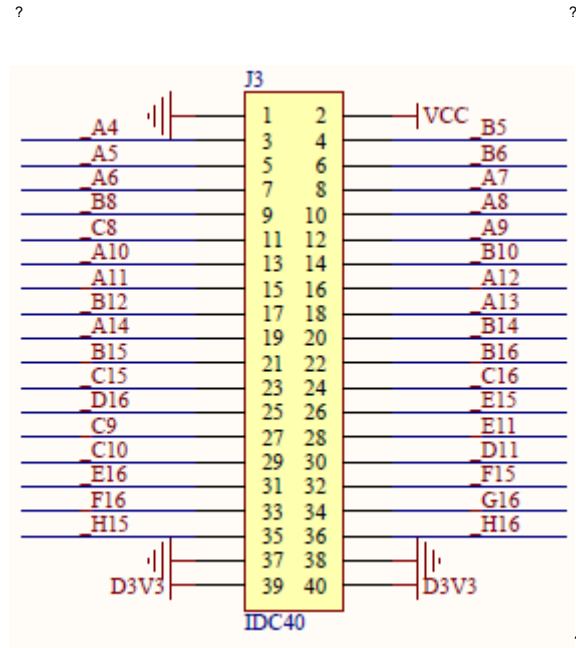 ? ?
J3
1 2 VCC
_A4 3 4 _B5
_A5 5 6 _B6
_A6 7 8 _A7
_B8 9 10 _A8
_C8 11 12 _A9
_A10 13 14 _B10
_A11 15 16 _A12
_B12 17 18 _A13
_A14 19 20 _B14
_B15 21 22 _B16
_C15 23 24 _C16
_D16 25 26 _E15
_C9 27 28 _E11
_C10 29 30 _D11
_E16 31 32 _F15
_F16 33 34 _G16
_H15 35 36 _H16
37 38
D3V3 39 40 D3V3
IDC40